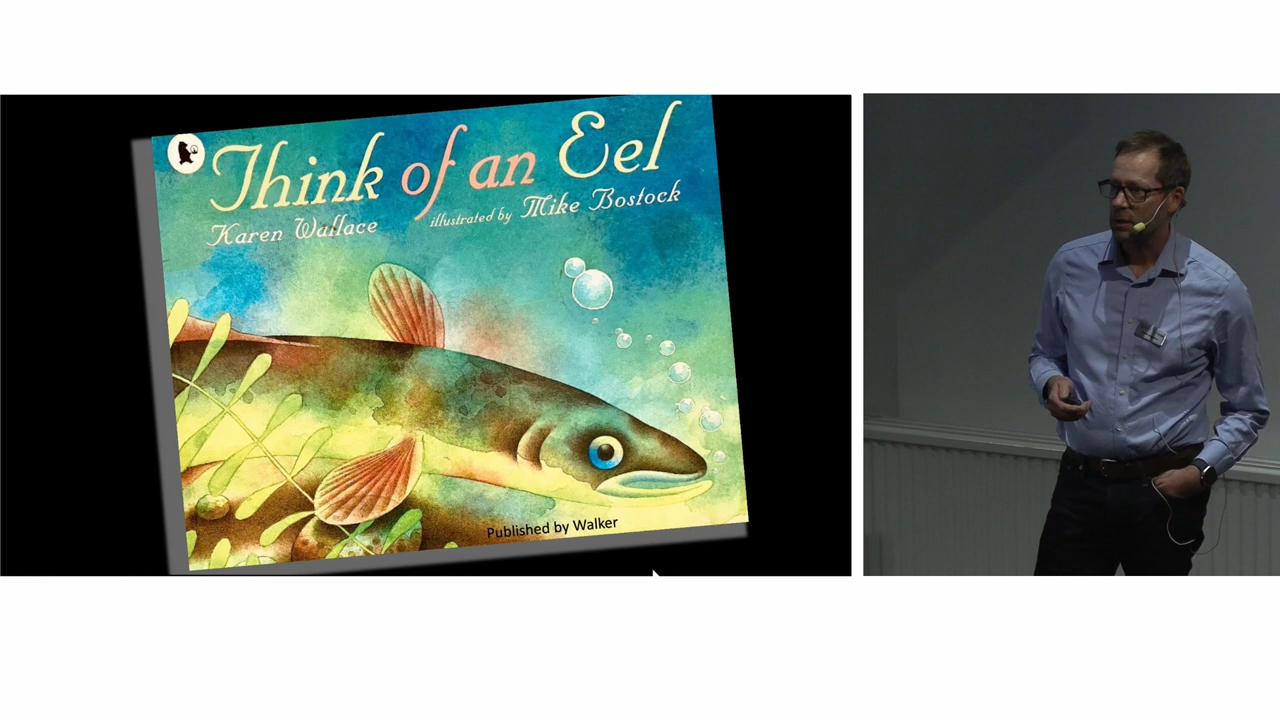 Think of an Eel
Karen Wallace
illustrated by Mike Bostock
Published by Walker